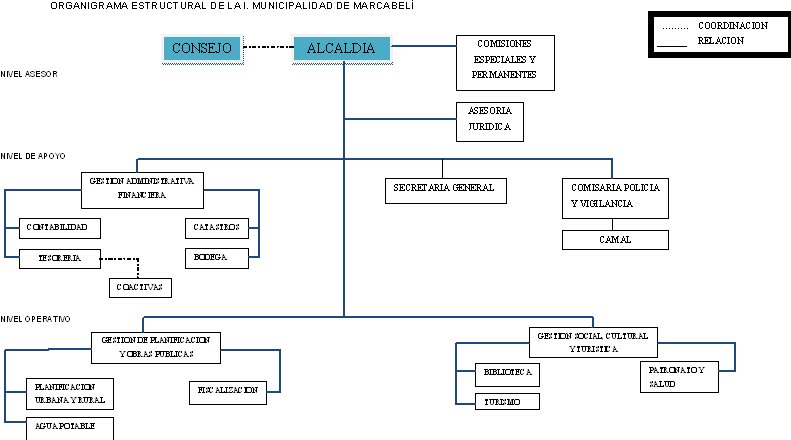 ORGANIGRAMA ESTRUCTURAL DE LA I. MUNICIPALIDAD DE MARCABELÍ
COORDINACION
RELACION
CONSEJO
ALCALDIA
COMISIONES
ESPECIALES Y
PERMANENTES
NIVEL ASESOR
ASESORIA
JURIDICA
NIVEL DE APOYO
GESTION ADMINISTRATIVA
FINANCIERA
SECRETARIA GENERAL
COMISARIA POLICIA
Y VIGILANCIA
CONTABILIDAD
CATASTROS
CAMAL
TESORERIA
BODEGA
COACTIVAS
NIVEL OPERATIVO
GESTION DE PLANIFICACION
Y OBRAS PUBLICAS
GESTION SOCIAL, CULTURAL
Y TURISTICA
BIBLIOTECA
PATRONATO Y
SALUD
PLANIFICACION
URBANA Y RURAL
FISCALIZACION
TURISMO
AGUA POTABLE